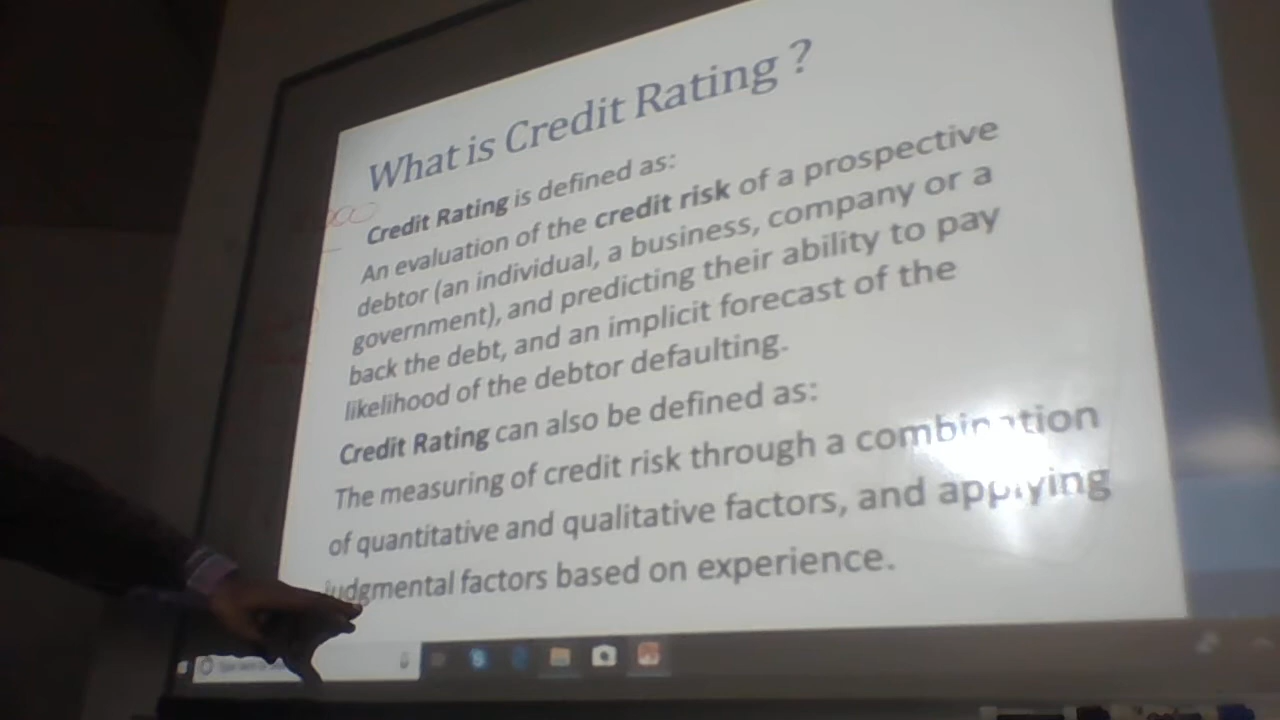 What is Credit Rating ?
Credit Rating is defined as:
An evaluation of the credit risk of a prospective
debtor (an individual, a business, company or a
government), and predicting their ability to pay
back the debt, and an implicit forecast of the
likelihood of the debtor defaulting.
Credit Rating can also be defined as:
The measuring of credit risk through a combination
of quantitative and qualitative factors, and applying
judgmental factors based on experience.